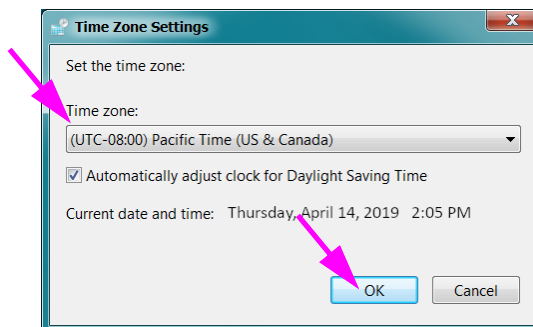 Time Zone Settings
Set the time zone:
Time zone:
(UTC-08:00) Pacific Time (US & Canada)
Automatically adjust clock for Daylight Saving Time
Current date and time: Thursday, April 14, 2019 2:05 PM
OK Cancel